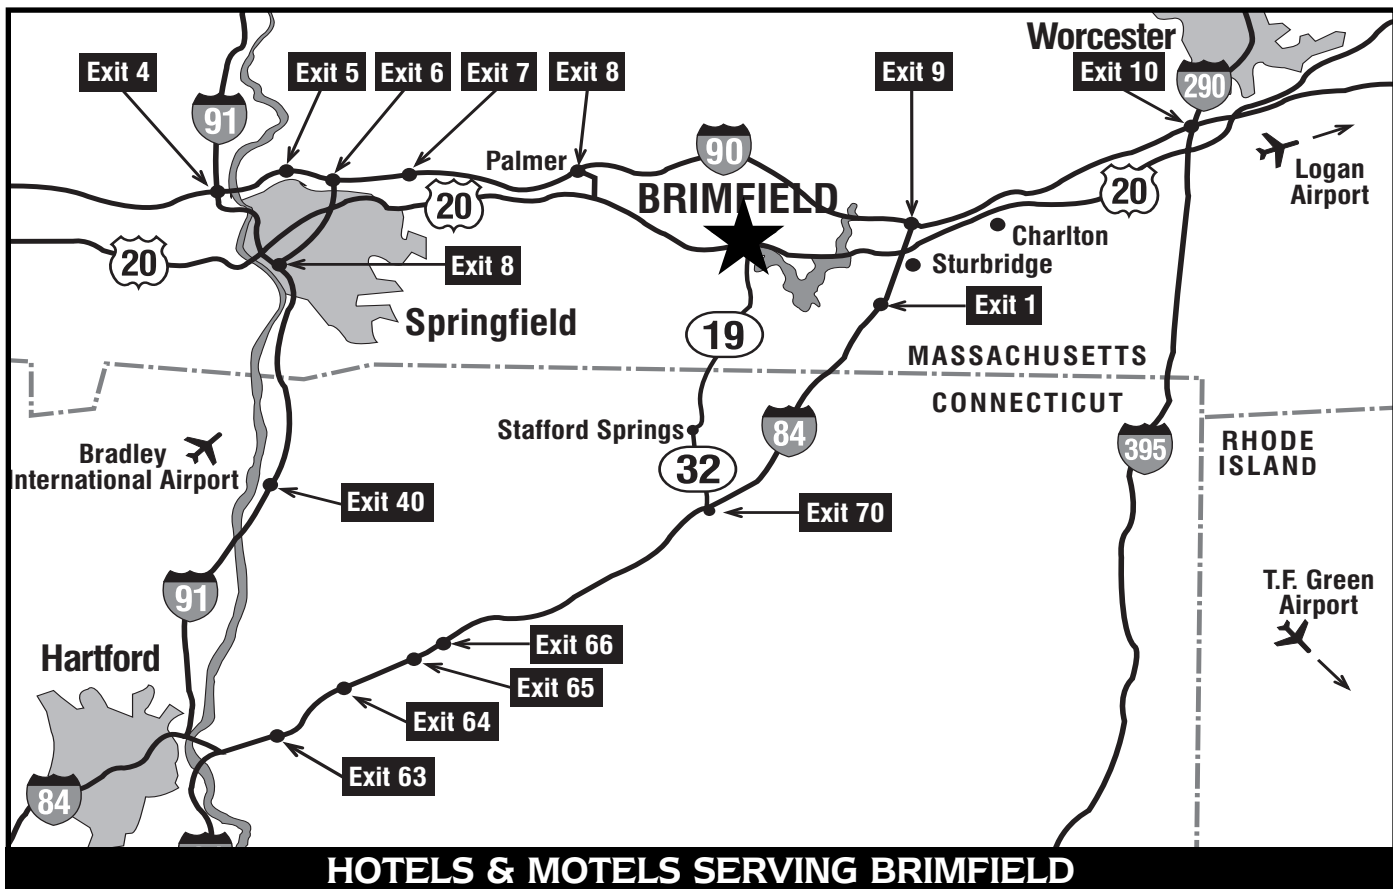 Worcester
Exit 4
Exit 5
Exit 6
Exit 7
Exit 8
Exit 9
Exit 10
290
91
90
Palmer
Logan
Airport
BRIMFIELD
20
20
20
Charlton
Sturbridge
Exit 8
Exit 1
Springfield
19
MASSACHUSETTS
CONNECTICUT
Stafford Springs
84
32
395
RHODE
ISLAND
Bradley
International Airport
Exit 40
Exit 70
91
T.F. Green
Airport
Exit 66
Hartford
Exit 65
Exit 64
Exit 63
84
HOTELS & MOTELS SERVING BRIMFIELD